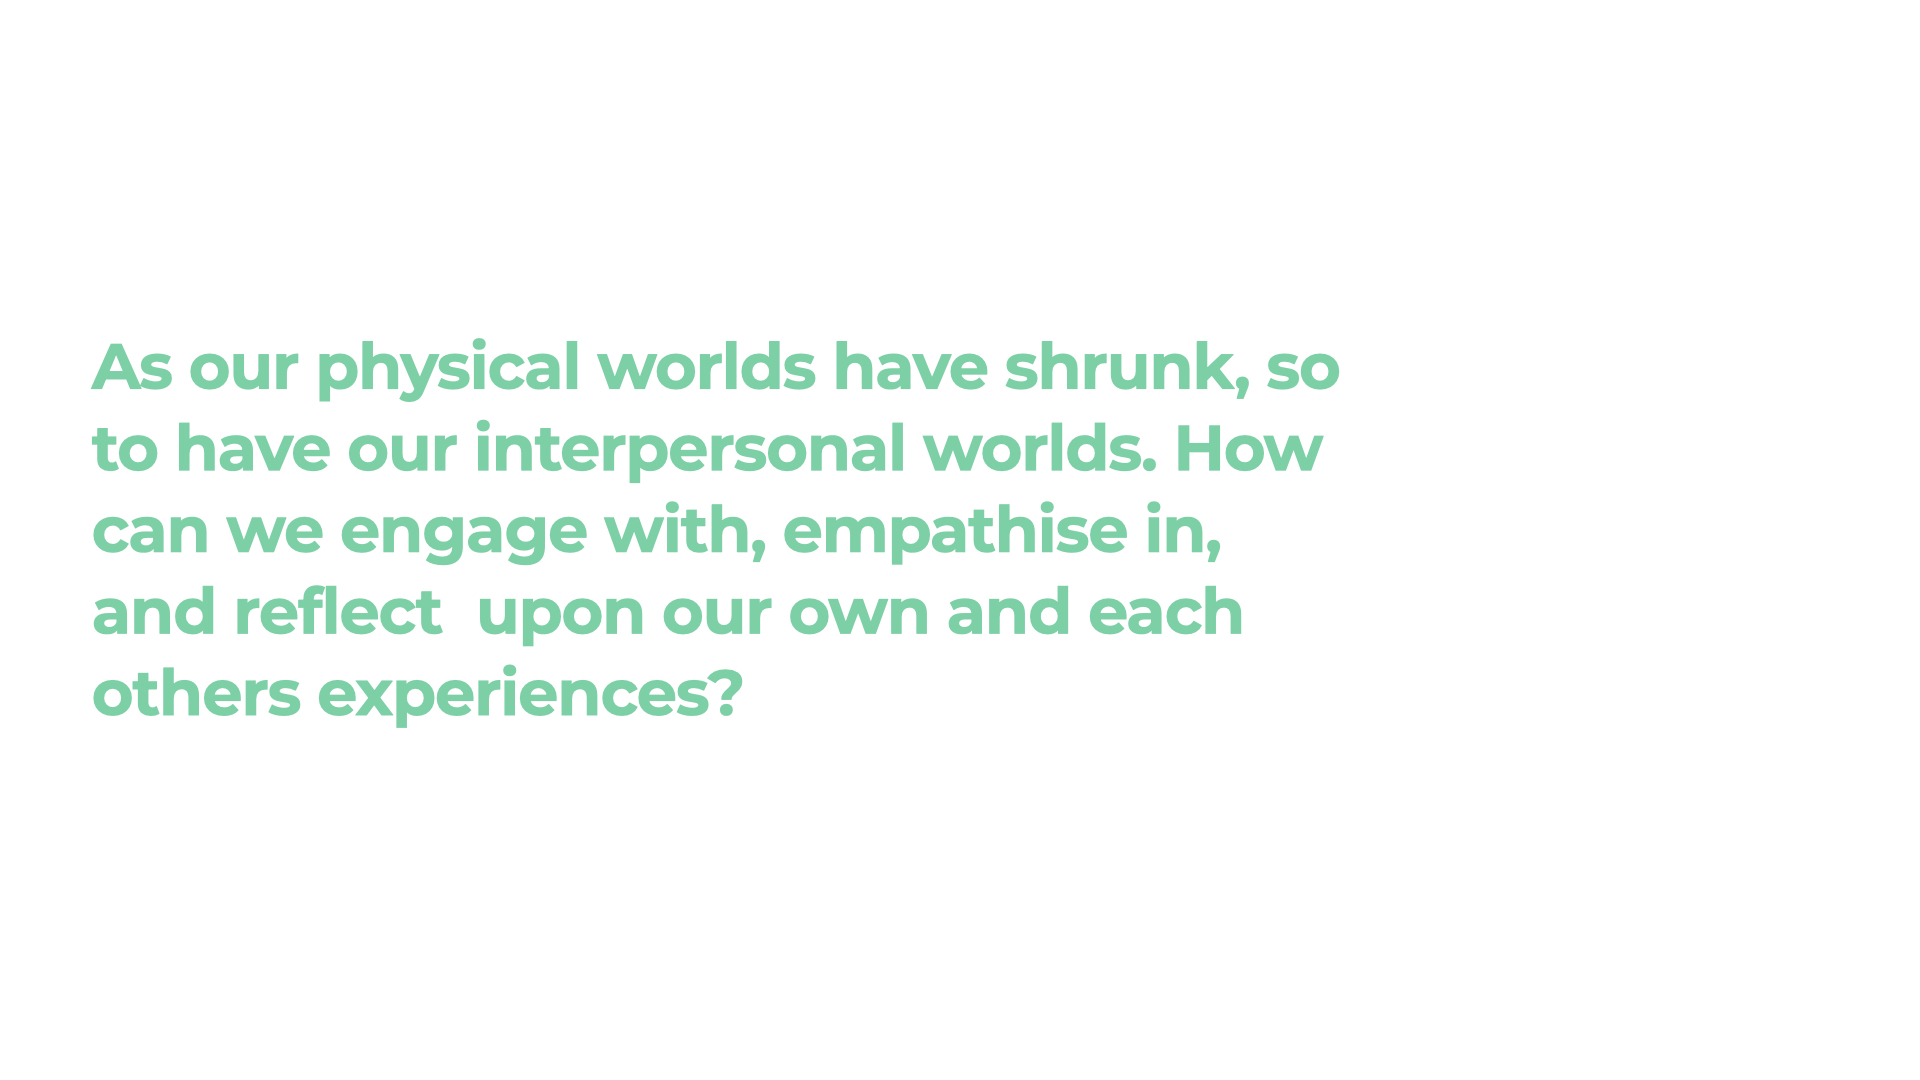 As our physical worlds have shrunk, so
to have our interpersonal worlds. How
can we engage with, empathise in,
and reflect  upon our own and each
others experiences?